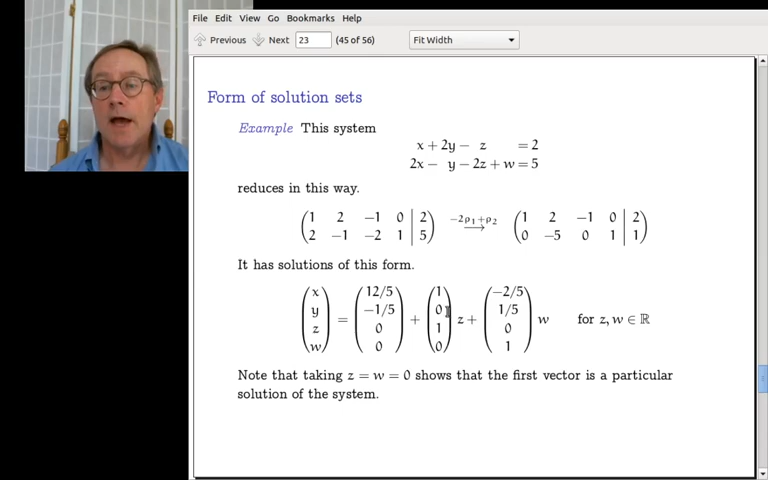 File Edit View Go Bookmarks Help
Previous Next 23 (45 of 56) Fit Width
Form of solution sets
Example This system
x + 2y − z = 2
2x − y − 2z + w = 5
reduces in this way.
( 1 2 −1 0 | 2 ) −2ρ₁+ρ₂ ( 1 2 −1 0 | 2 )
( 2 −1 −2 1 | 5 ) ⟶ ( 0 −5 0 1 | 1 )
It has solutions of this form.
( x ) ( 12/5 ) ( 1 ) ( −2/5 )
( y ) ( −1/5 ) ( 0 ) ( 1/5 )
( z ) = ( 0 ) + ( 1 ) z + ( 0 ) w for z, w ∈ ℝ
( w ) ( 0 ) ( 0 ) ( 1 )
Note that taking z = w = 0 shows that the first vector is a particular
solution of the system.